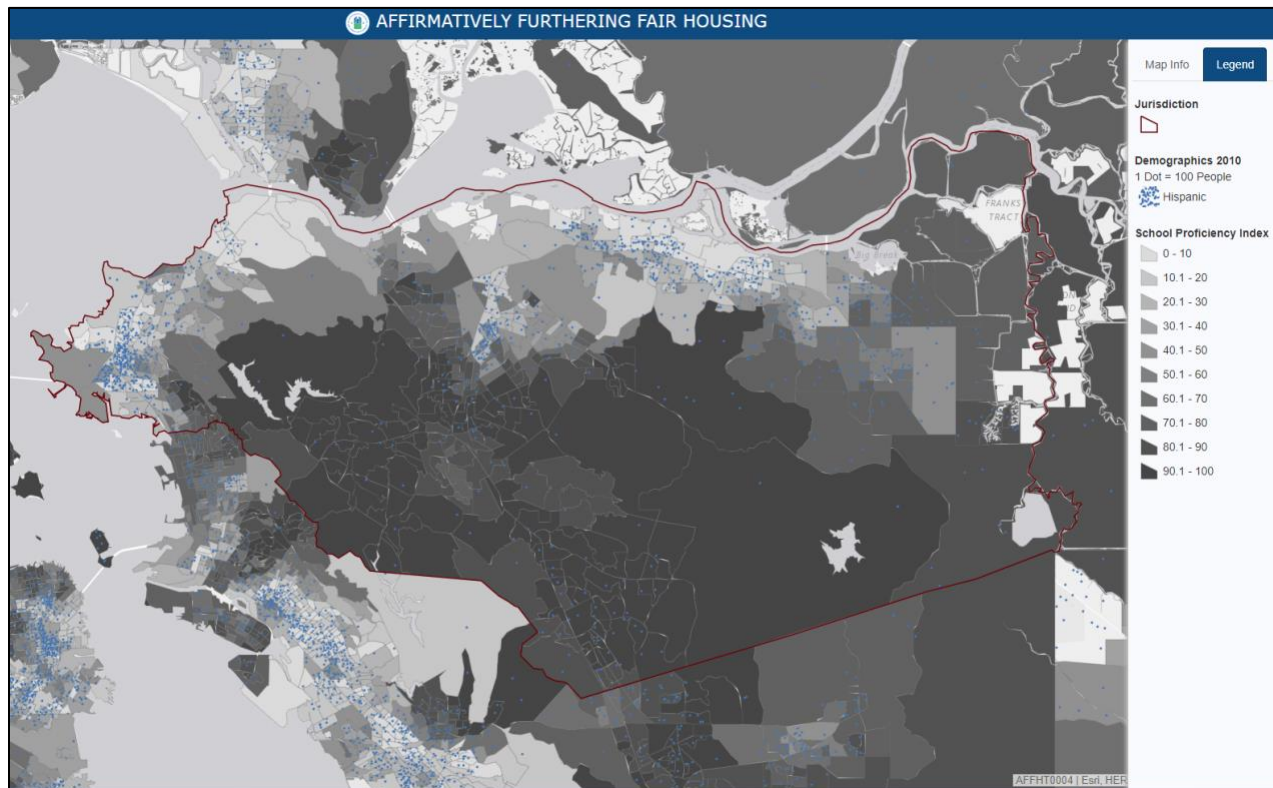 AFFIRMATIVELY FURTHERING FAIR HOUSING
Map Info
Legend
Jurisdiction
Demographics 2010
1 Dot = 100 People
Hispanic
School Proficiency Index
0 - 10
10.1 - 20
20.1 - 30
30.1 - 40
40.1 - 50
50.1 - 60
60.1 - 70
70.1 - 80
80.1 - 90
90.1 - 100
FRANKS
TRACT
Big Break
AFFHT0004 | Esri, HER